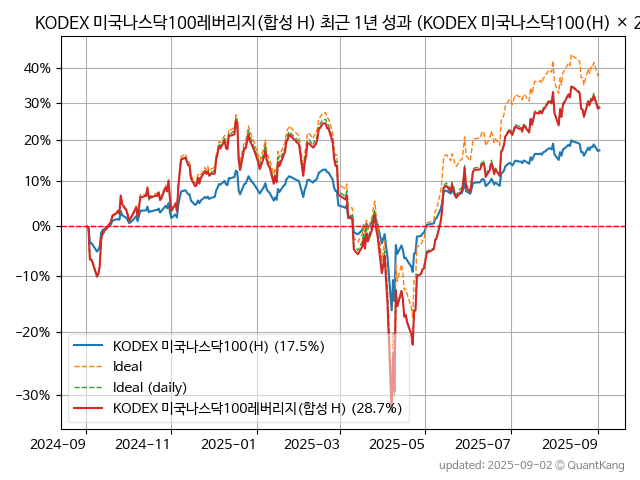 KODEX 미국나스닥100레버리지(합성 H) 최근 1년 성과 (KODEX 미국나스닥100(H) × 2
40%
30%
20%
10%
0%
−10%
−20%
−30%
KODEX 미국나스닥100(H) (17.5%)
Ideal
Ideal (daily)
KODEX 미국나스닥100레버리지(합성 H) (28.7%)
2024-09 2024-11 2025-01 2025-03 2025-05 2025-07 2025-09
updated: 2025-09-02 © QuantKang